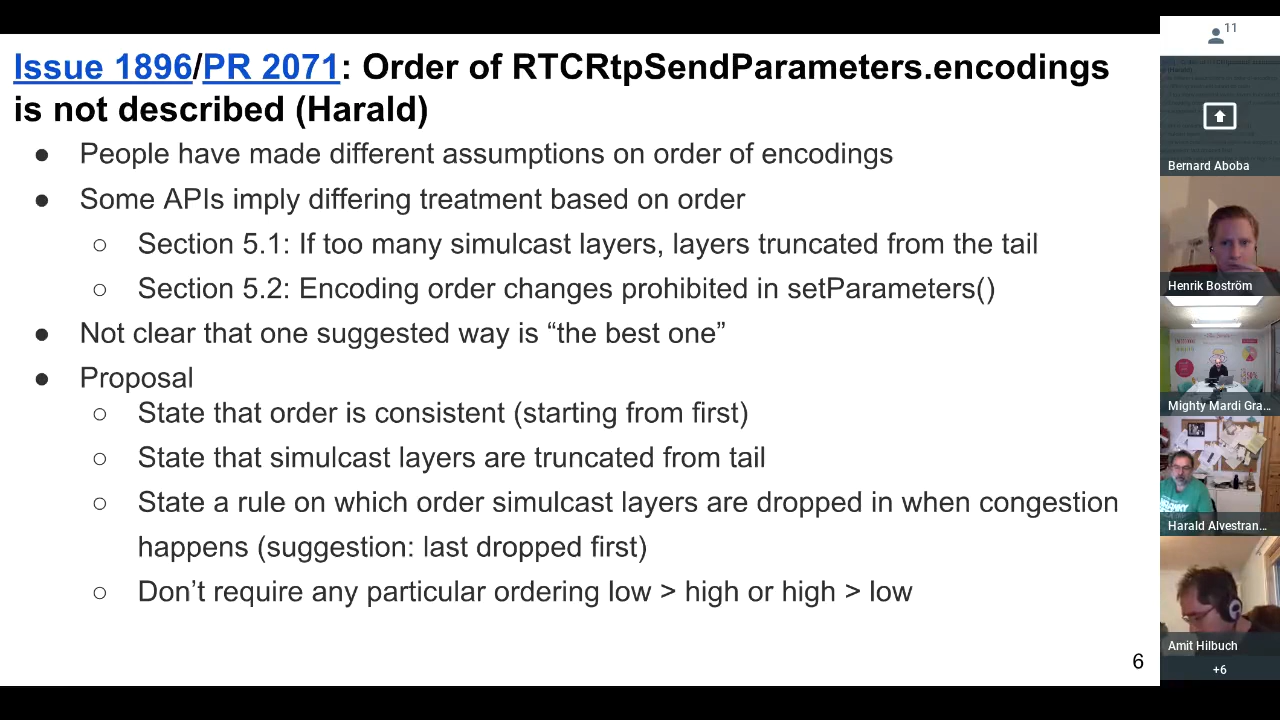 Issue 1896/PR 2071: Order of RTCRtpSendParameters.encodings
is not described (Harald)
● People have made different assumptions on order of encodings
● Some APIs imply differing treatment based on order
○ Section 5.1: If too many simulcast layers, layers truncated from the tail
○ Section 5.2: Encoding order changes prohibited in setParameters()
● Not clear that one suggested way is “the best one”
● Proposal
○ State that order is consistent (starting from first)
○ State that simulcast layers are truncated from tail
○ State a rule on which order simulcast layers are dropped in when congestion
happens (suggestion: last dropped first)
○ Don’t require any particular ordering low > high or high > low
6
11
Bernard Aboba
Henrik Boström
Mighty Mardi Gra...
Harald Alvestran...
Amit Hilbuch
+6